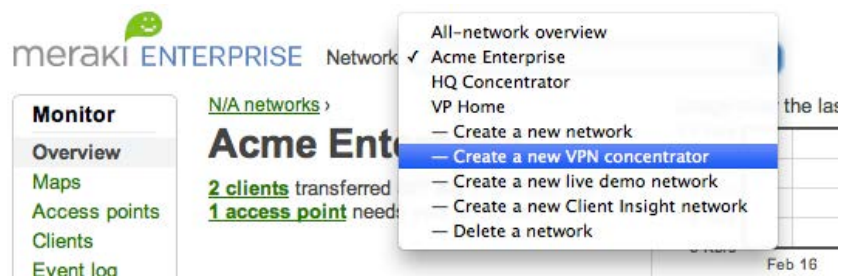 meraki ENTERPRISE Network
All-network overview
✓ Acme Enterprise
HQ Concentrator
VP Home
— Create a new network
— Create a new VPN concentrator
— Create a new live demo network
— Create a new Client Insight network
— Delete a network
Monitor
Overview
Maps
Access points
Clients
Event log
N/A networks ›
Acme Ent
2 clients transferred
1 access point need
the las
Feb 16